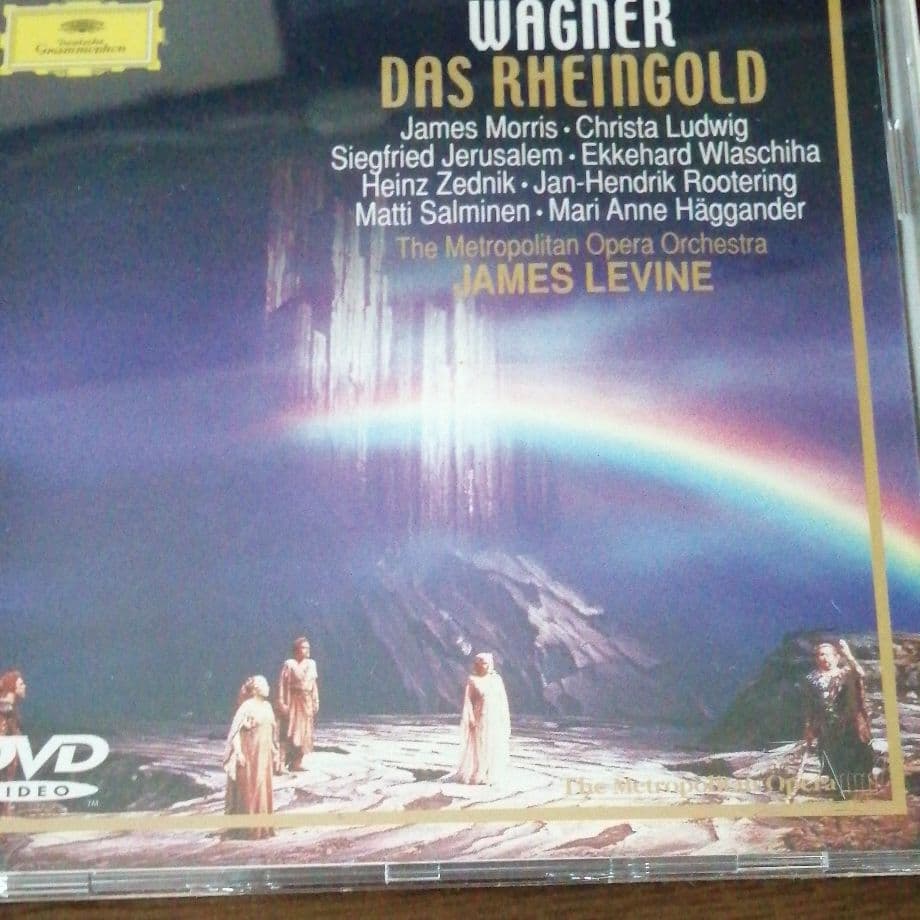 Deutsche
Grammophon
WAGNER
DAS RHEINGOLD
James Morris · Christa Ludwig
Siegfried Jerusalem · Ekkehard Wlaschiha
Heinz Zednik · Jan-Hendrik Rootering
Matti Salminen · Mari Anne Häggander
The Metropolitan Opera Orchestra
JAMES LEVINE
DVD
VIDEO
TM
The Metropolitan Opera